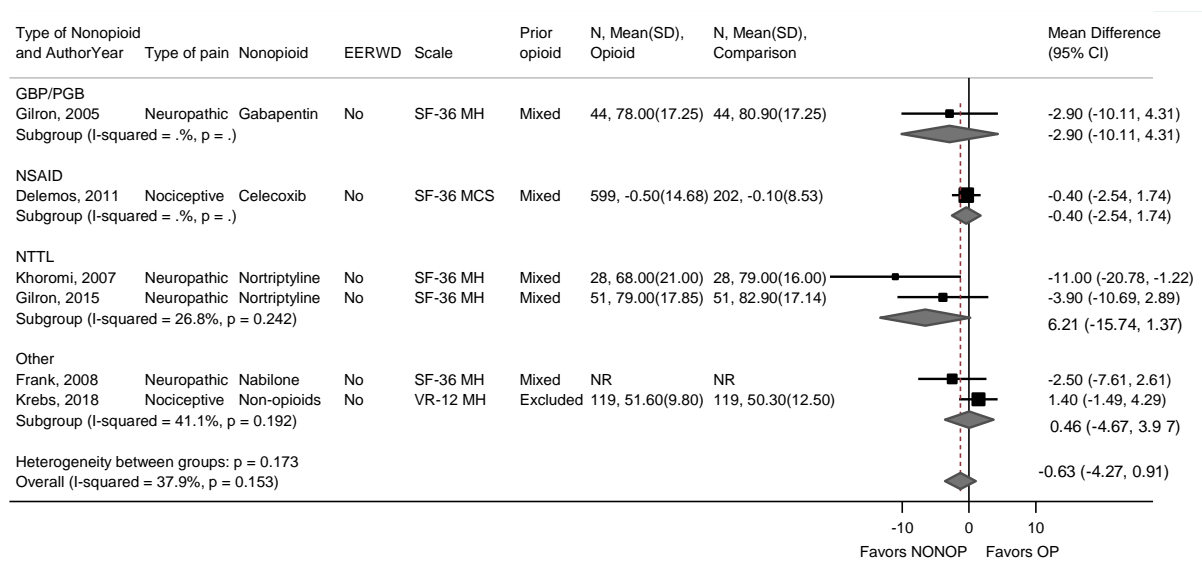 Type of Nonopioid and AuthorYear Type of pain Nonopioid EERWD Scale Prior opioid N, Mean(SD), Opioid N, Mean(SD), Comparison Mean Difference (95% CI)
GBP/PGB
Gilron, 2005 Neuropathic Gabapentin No SF-36 MH Mixed 44, 78.00(17.25) 44, 80.90(17.25) -2.90 (-10.11, 4.31)
Subgroup (I-squared = .%, p = .) -2.90 (-10.11, 4.31)
NSAID
Delemos, 2011 Nociceptive Celecoxib No SF-36 MCS Mixed 599, -0.50(14.68) 202, -0.10(8.53) -0.40 (-2.54, 1.74)
Subgroup (I-squared = .%, p = .) -0.40 (-2.54, 1.74)
NTTL
Khoromi, 2007 Neuropathic Nortriptyline No SF-36 MH Mixed 28, 68.00(21.00) 28, 79.00(16.00) -11.00 (-20.78, -1.22)
Gilron, 2015 Neuropathic Nortriptyline No SF-36 MH Mixed 51, 79.00(17.85) 51, 82.90(17.14) -3.90 (-10.69, 2.89)
Subgroup (I-squared = 26.8%, p = 0.242) 6.21 (-15.74, 1.37)
Other
Frank, 2008 Neuropathic Nabilone No SF-36 MH Mixed NR NR -2.50 (-7.61, 2.61)
Krebs, 2018 Nociceptive Non-opioids No VR-12 MH Excluded 119, 51.60(9.80) 119, 50.30(12.50) 1.40 (-1.49, 4.29)
Subgroup (I-squared = 41.1%, p = 0.192) 0.46 (-4.67, 3.9 7)
Heterogeneity between groups: p = 0.173
Overall (I-squared = 37.9%, p = 0.153) -0.63 (-4.27, 0.91)
-10 0 10
Favors NONOP Favors OP